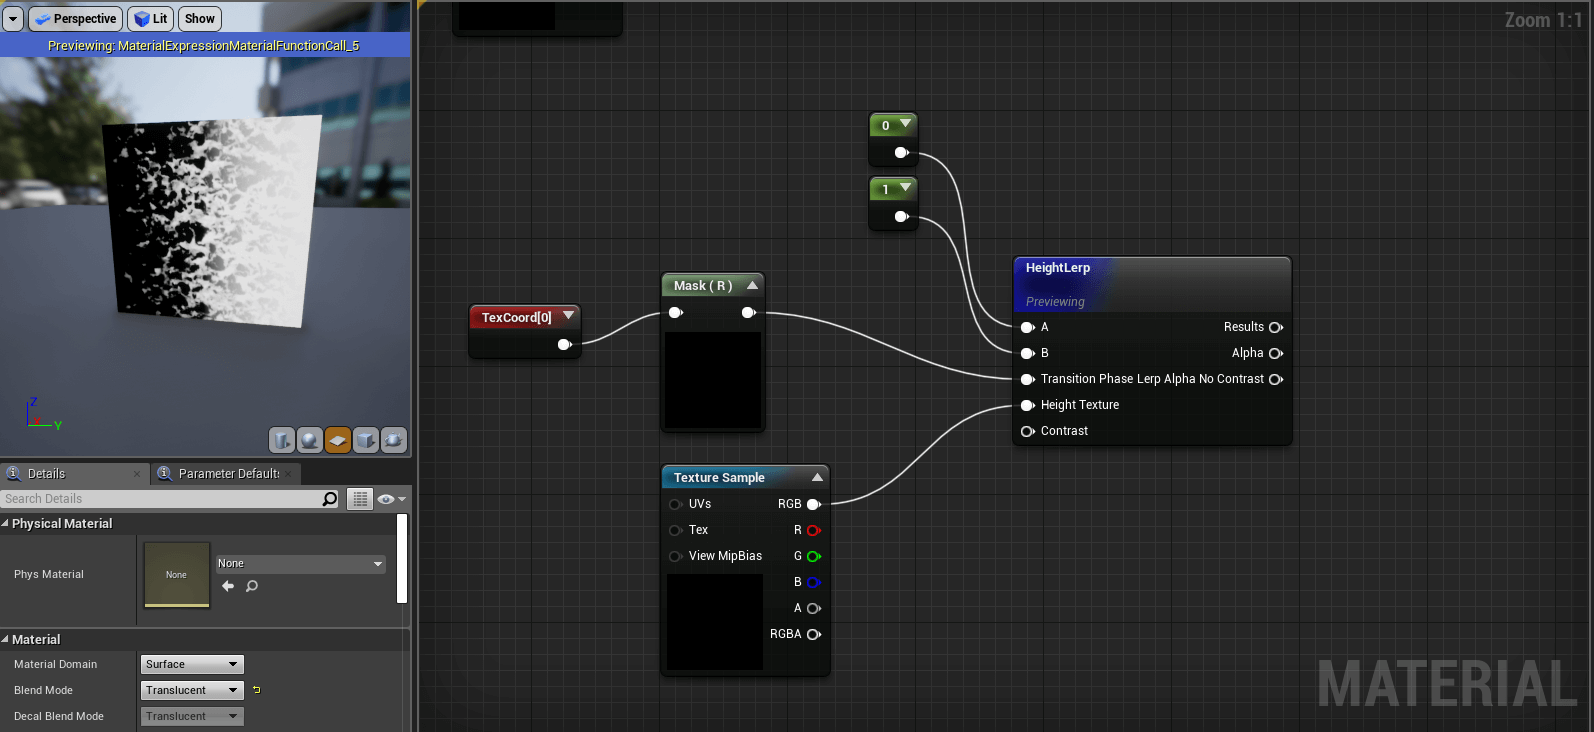 Perspective
Lit
Show
Previewing: MaterialExpressionMaterialFunctionCall_5
Z
X
Y
Details
Parameter Default
Search Details
Physical Material
Phys Material
None
None
Material
Material Domain
Surface
Blend Mode
Translucent
Decal Blend Mode
Translucent
Zoom 1:1
0
1
TexCoord[0]
Mask ( R )
HeightLerp
Previewing
A
Results
B
Alpha
Transition Phase
Lerp Alpha No Contrast
Height Texture
Contrast
Texture Sample
UVs
RGB
Tex
R
View MipBias
G
B
A
RGBA
MATERIAL